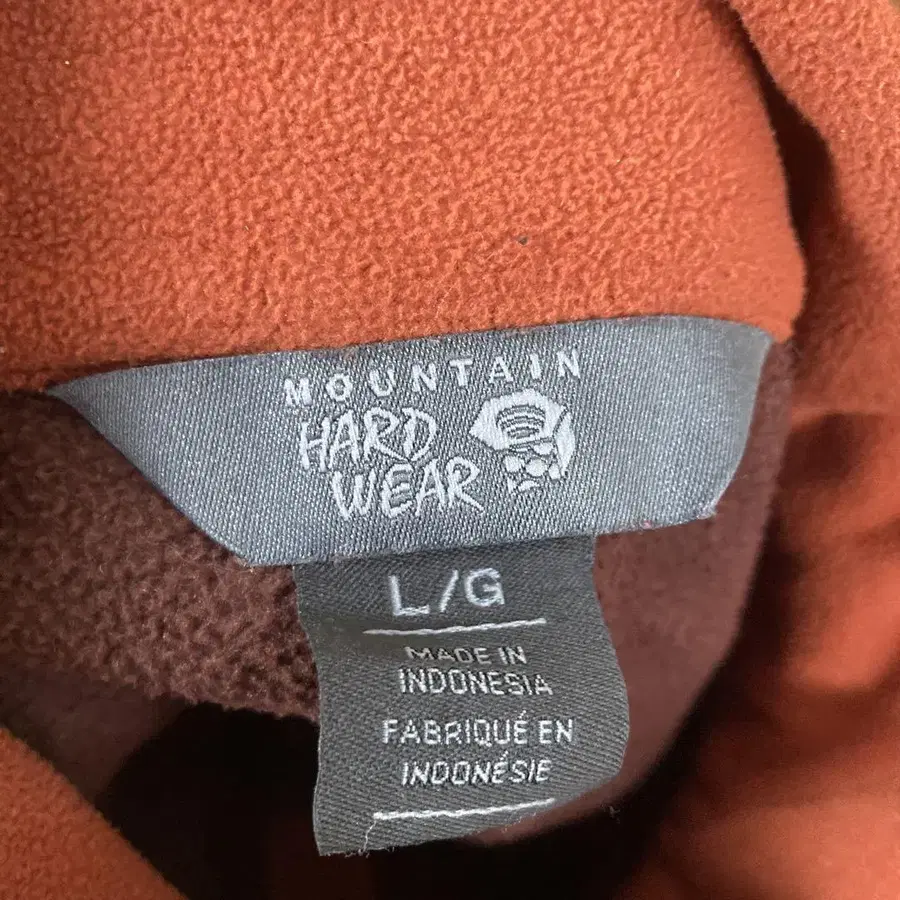 MOUNTAIN
HARD
WEAR
L/G
MADE IN
INDONESIA
FABRIQUÉ EN
INDONÉSIE